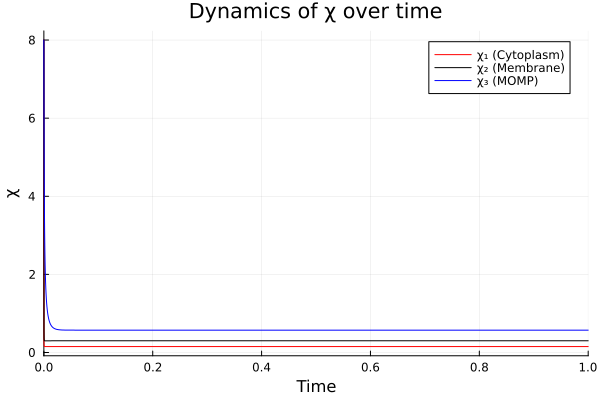 Dynamics of χ over time
χ₁ (Cytoplasm)
χ₂ (Membrane)
χ₃ (MOMP)
χ
8
6
4
2
0
0.0 0.2 0.4 0.6 0.8 1.0
Time